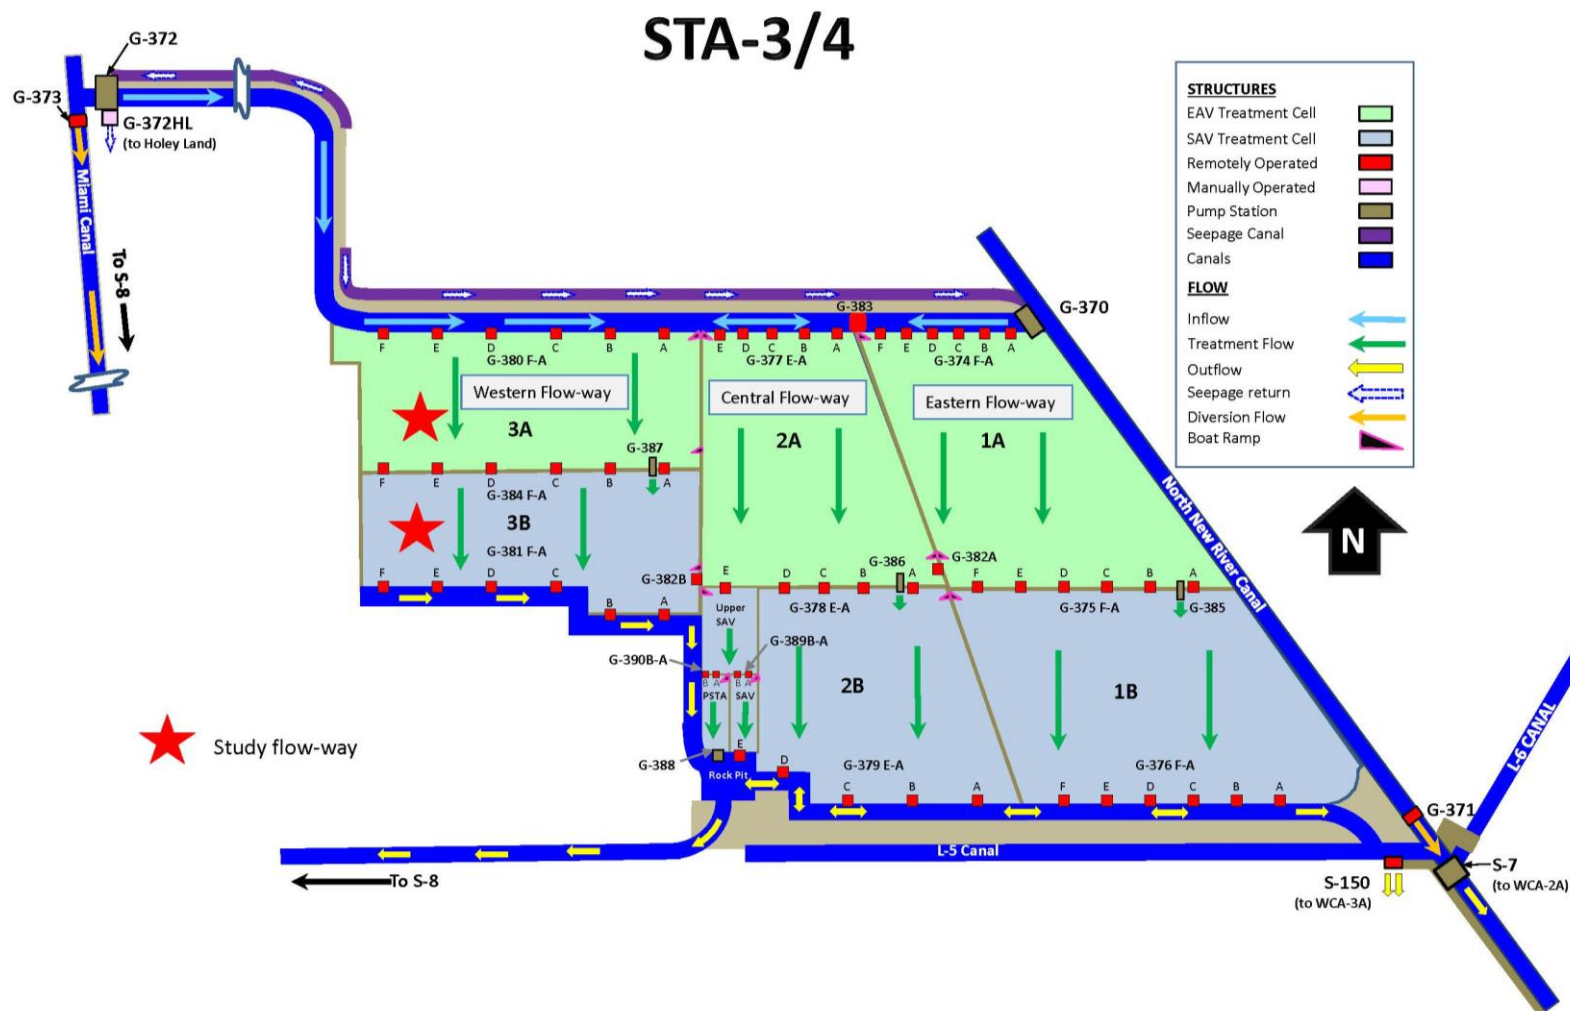 STA-3/4
G-372
G-373
G-372HL
(to Holey Land)
Miami Canal
To S-8
STRUCTURES
EAV Treatment Cell
SAV Treatment Cell
Remotely Operated
Manually Operated
Pump Station
Seepage Canal
Canals
FLOW
Inflow
Treatment Flow
Outflow
Seepage return
Diversion Flow
Boat Ramp
N
G-383
G-370
F E D C B A
E D C B A
F E D C B A
G-380 F-A
G-377 E-A
G-374 F-A
Western Flow-way
Central Flow-way
Eastern Flow-way
3A
2A
1A
G-387
North New River Canal
F E D C B A
G-384 F-A
3B
G-381 F-A
F E D C
B A
G-382B
E D C B A
G-386
G-382A
F E D C B A
G-378 E-A
G-375 F-A
G-385
Upper
SAV
G-389B-A
G-390B-A
B A B A
PSTA SAV
2B
1B
Study flow-way
G-388
E
Rock Pit
D
G-379 E-A
G-376 F-A
C B A
F E D C B A
L-6 CANAL
G-371
L-5 Canal
To S-8
S-150
(to WCA-3A)
S-7
(to WCA-2A)